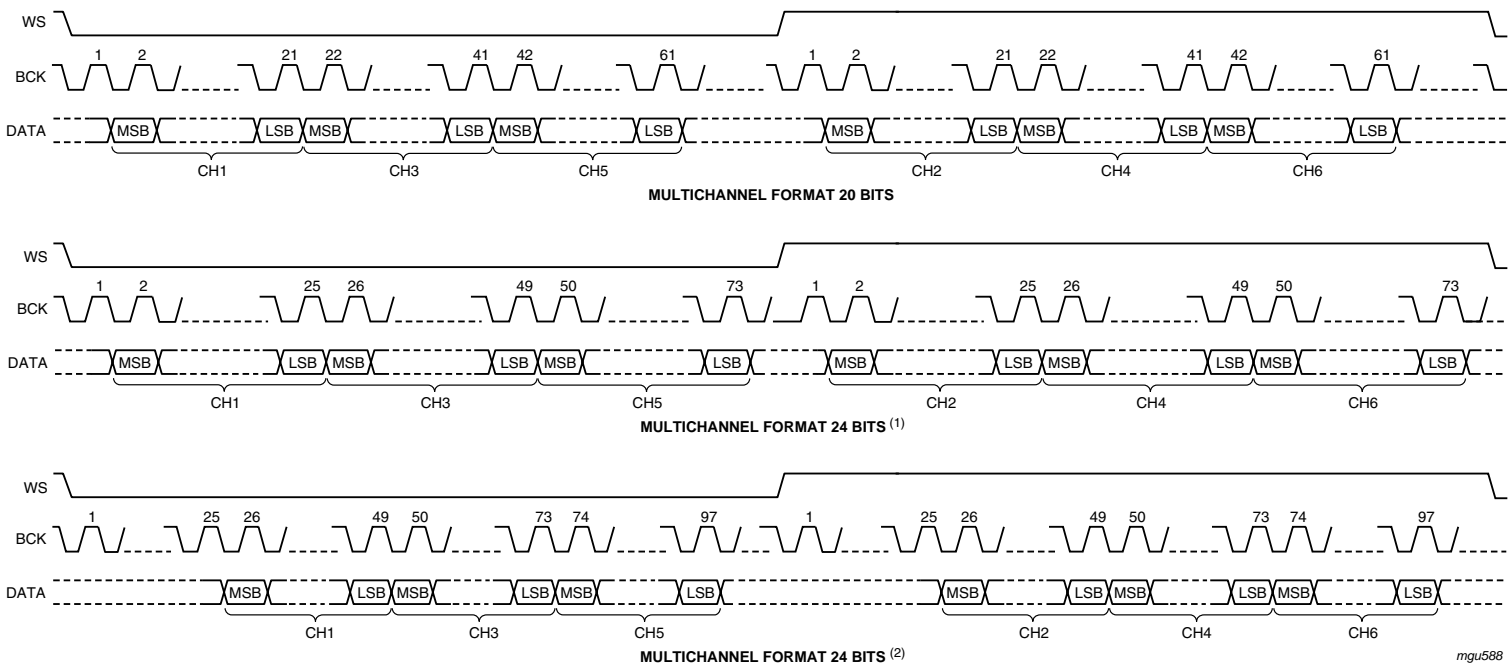 WS
1 2 21 22 41 42 61 1 2 21 22 41 42 61
BCK
DATA MSB LSB MSB LSB MSB LSB MSB LSB MSB LSB MSB LSB
CH1 CH3 CH5 CH2 CH4 CH6
MULTICHANNEL FORMAT 20 BITS
WS
1 2 25 26 49 50 73 1 2 25 26 49 50 73
BCK
DATA MSB LSB MSB LSB MSB LSB MSB LSB MSB LSB MSB LSB
CH1 CH3 CH5 CH2 CH4 CH6
MULTICHANNEL FORMAT 24 BITS (1)
WS
1 25 26 49 50 73 74 97 1 25 26 49 50 73 74 97
BCK
DATA MSB LSB MSB LSB MSB LSB MSB LSB MSB LSB MSB LSB
CH1 CH3 CH5 CH2 CH4 CH6
MULTICHANNEL FORMAT 24 BITS (2)
mgu588